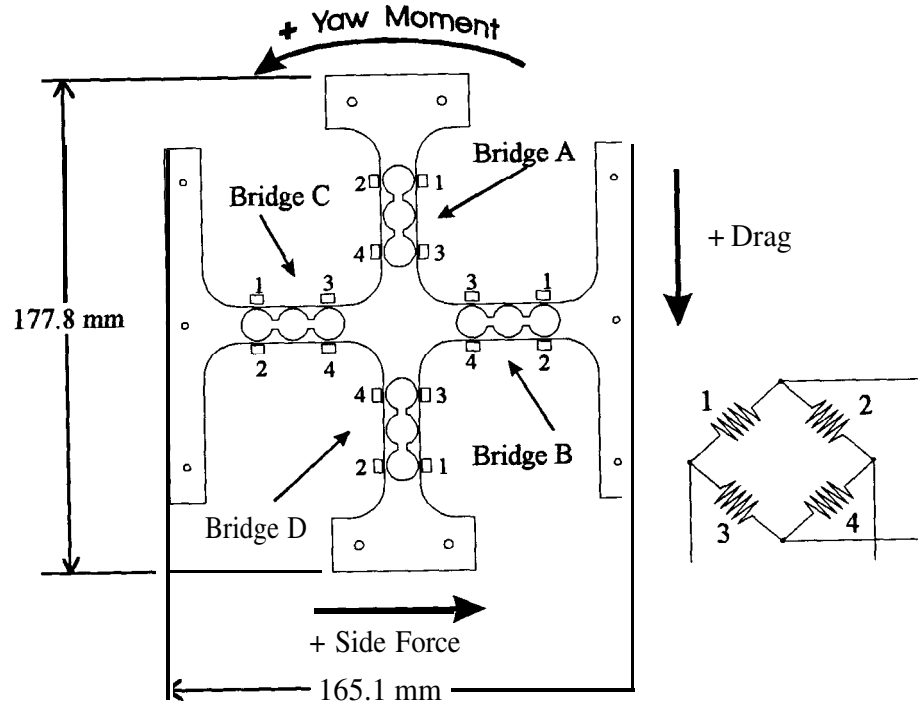 + Yaw Moment
Bridge A
2 1
Bridge C
4 3
+ Drag
1 3
3 1
177.8 mm
2 4
4 2
4 3
1 2
Bridge B
2 1
Bridge D
3 4
+ Side Force
165.1 mm